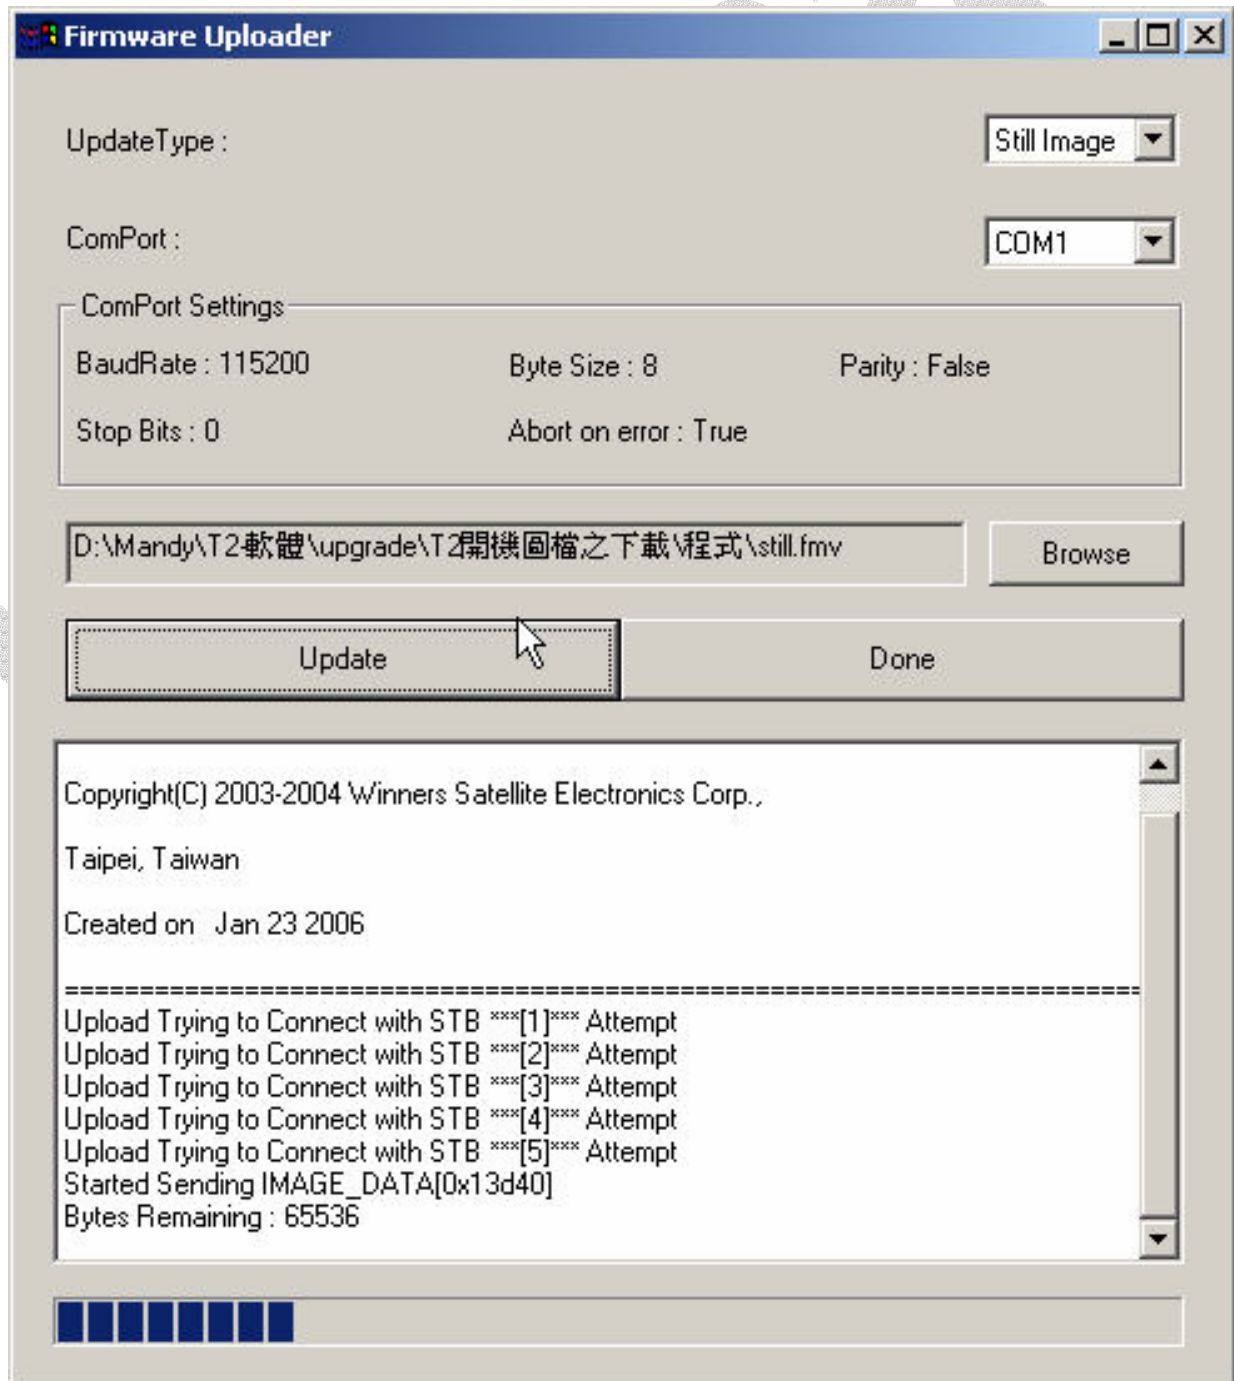 Firmware Uploader
UpdateType :
Still Image
ComPort :
COM1
ComPort Settings
BaudRate : 115200
Byte Size : 8
Parity : False
Stop Bits : 0
Abort on error : True
D:\Mandy\T2軟體\upgrade\T2開機圖檔之下載\程式\still.fmv
Browse
Update
Done
Copyright(C) 2003-2004 Winners Satellite Electronics Corp.,
Taipei, Taiwan
Created on   Jan 23 2006
========================================================================
Upload Trying to Connect with STB ***[1]*** Attempt
Upload Trying to Connect with STB ***[2]*** Attempt
Upload Trying to Connect with STB ***[3]*** Attempt
Upload Trying to Connect with STB ***[4]*** Attempt
Upload Trying to Connect with STB ***[5]*** Attempt
Started Sending IMAGE_DATA[0x13d40]
Bytes Remaining : 65536